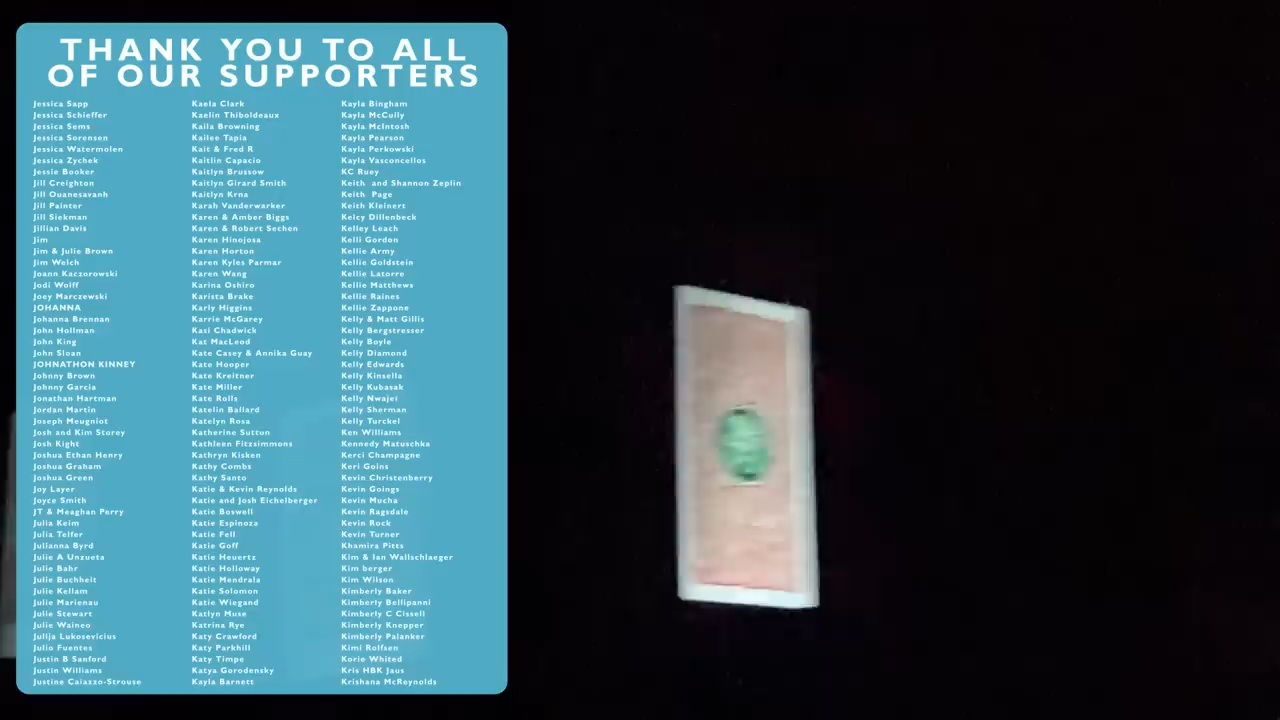 THANK YOU TO ALL
OF OUR SUPPORTERS
Jessica Sapp
Jessica Schieffer
Jessica Sems
Jessica Sorensen
Jessica Watermolen
Jessica Zychek
Jessie Booker
Jill Creighton
Jill Ouanesavanh
Jill Painter
Jill Siekman
Jillian Davis
Jim
Jim & Julie Brown
Jim Welch
Joann Kaczorowski
Jodi Wolff
Joey Marczewski
JOHANNA
Johanna Brennan
John Hollman
John King
John Sloan
JOHNATHON KINNEY
Johnny Brown
Johnny Garcia
Jonathan Hartman
Jordan Martin
Joseph Meugniot
Josh and Kim Storey
Josh Kight
Joshua Ethan Henry
Joshua Graham
Joshua Green
Joy Layer
Joyce Smith
JT & Meaghan Perry
Julia Keim
Julia Telfer
Julianna Byrd
Julie A Unzueta
Julie Bahr
Julie Buchheit
Julie Kellam
Julie Marienau
Julie Stewart
Julie Waineo
Julija Lukosevicius
Julio Fuentes
Justin B Sanford
Justin Williams
Justine Caiazzo-Strouse
Kaela Clark
Kaelin Thiboldeaux
Kaila Browning
Kailee Tapia
Kait & Fred R
Kaitlin Capacio
Kaitlyn Brussow
Kaitlyn Girard Smith
Kaitlyn Krna
Karah Vanderwarker
Karen & Amber Biggs
Karen & Robert Sechen
Karen Hinojosa
Karen Horton
Karen Kyles Parmar
Karen Wang
Karina Oshiro
Karista Brake
Karly Higgins
Karrie McGarey
Kasi Chadwick
Kat MacLeod
Kate Casey & Annika Guay
Kate Hooper
Kate Kreitner
Kate Miller
Kate Rolls
Katelin Ballard
Katelyn Rosa
Katherine Sutton
Kathleen Fitzsimmons
Kathryn Kisken
Kathy Combs
Kathy Santo
Katie & Kevin Reynolds
Katie and Josh Eichelberger
Katie Boswell
Katie Espinoza
Katie Fell
Katie Goff
Katie Heuertz
Katie Holloway
Katie Mendrala
Katie Solomon
Katie Wiegand
Katlyn Muse
Katrina Rye
Katy Crawford
Katy Parkhill
Katy Timpe
Katya Gorodensky
Kayla Barnett
Kayla Bingham
Kayla McCully
Kayla McIntosh
Kayla Pearson
Kayla Perkowski
Kayla Vasconcellos
KC Ruey
Keith  and Shannon Zeplin
Keith  Page
Keith Kleinert
Kelcy Dillenbeck
Kelley Leach
Kelli Gordon
Kellie Army
Kellie Goldstein
Kellie Latorre
Kellie Matthews
Kellie Raines
Kellie Zappone
Kelly & Matt Gillis
Kelly Bergstresser
Kelly Boyle
Kelly Diamond
Kelly Edwards
Kelly Kinsella
Kelly Kubasak
Kelly Nwajei
Kelly Sherman
Kelly Turckel
Ken Williams
Kennedy Matuschka
Kerci Champagne
Keri Goins
Kevin Christenberry
Kevin Goings
Kevin Mucha
Kevin Ragsdale
Kevin Rock
Kevin Turner
Khamira Pitts
Kim & Ian Wallschlaeger
Kim berger
Kim Wilson
Kimberly Baker
Kimberly Bellipanni
Kimberly C Cissell
Kimberly Knepper
Kimberly Palanker
Kimi Rolfsen
Korie Whited
Kris HBK Jaus
Krishana McReynolds